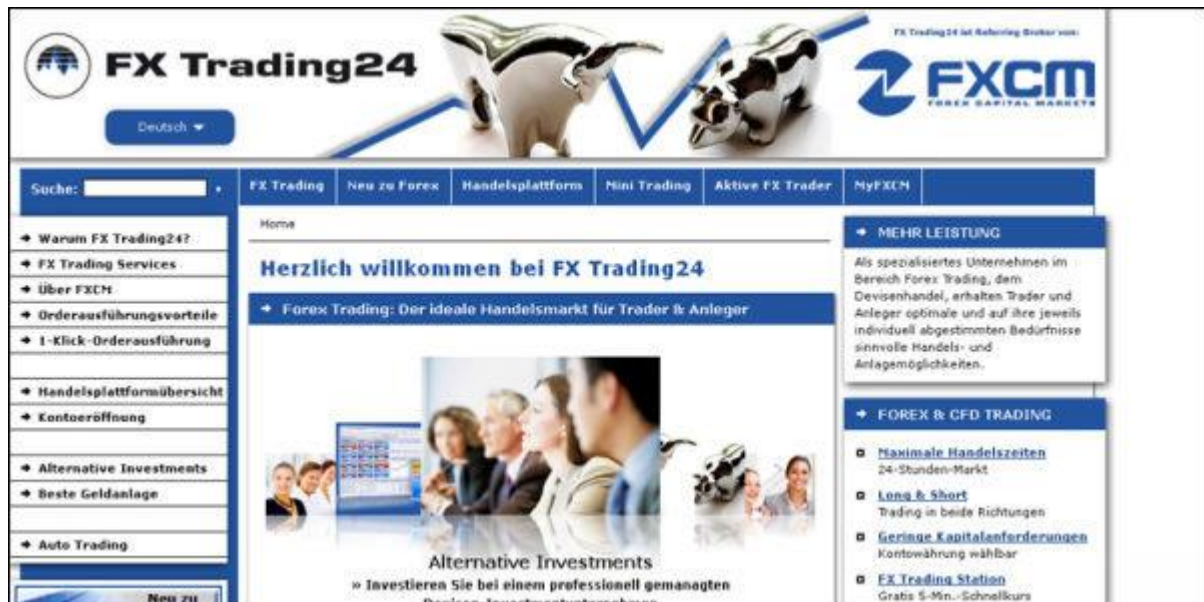 FX Trading24
FX Trading24 ist Referring Broker von:
FXCM
FOREX CAPITAL MARKETS
Deutsch
Suche:
FX Trading
Neu zu Forex
Handelsplattform
Mini Trading
Aktive FX Trader
MyFXCM
Warum FX Trading24?
FX Trading Services
Über FXCM
Orderausführungsvorteile
1-Klick-Orderausführung
Handelsplattformübersicht
Kontoeröffnung
Alternative Investments
Beste Geldanlage
Auto Trading
Neu zu
Home
Herzlich willkommen bei FX Trading24
Forex Trading: Der ideale Handelsmarkt für Trader & Anleger
Alternative Investments
» Investieren Sie bei einem professionell gemanagten
Devisen-Investmentunternehmen
MEHR LEISTUNG
Als spezialisiertes Unternehmen im
Bereich Forex Trading, dem
Devisenhandel, erhalten Trader und
Anleger optimale und auf ihre jeweils
individuell abgestimmten Bedürfnisse
sinnvolle Handels- und
Anlagemöglichkeiten.
FOREX & CFD TRADING
Maximale Handelszeiten
24-Stunden-Markt
Long & Short
Trading in beide Richtungen
Geringe Kapitalanforderungen
Kontowährung wählbar
FX Trading Station
Gratis 5-Min.-Schnellkurs